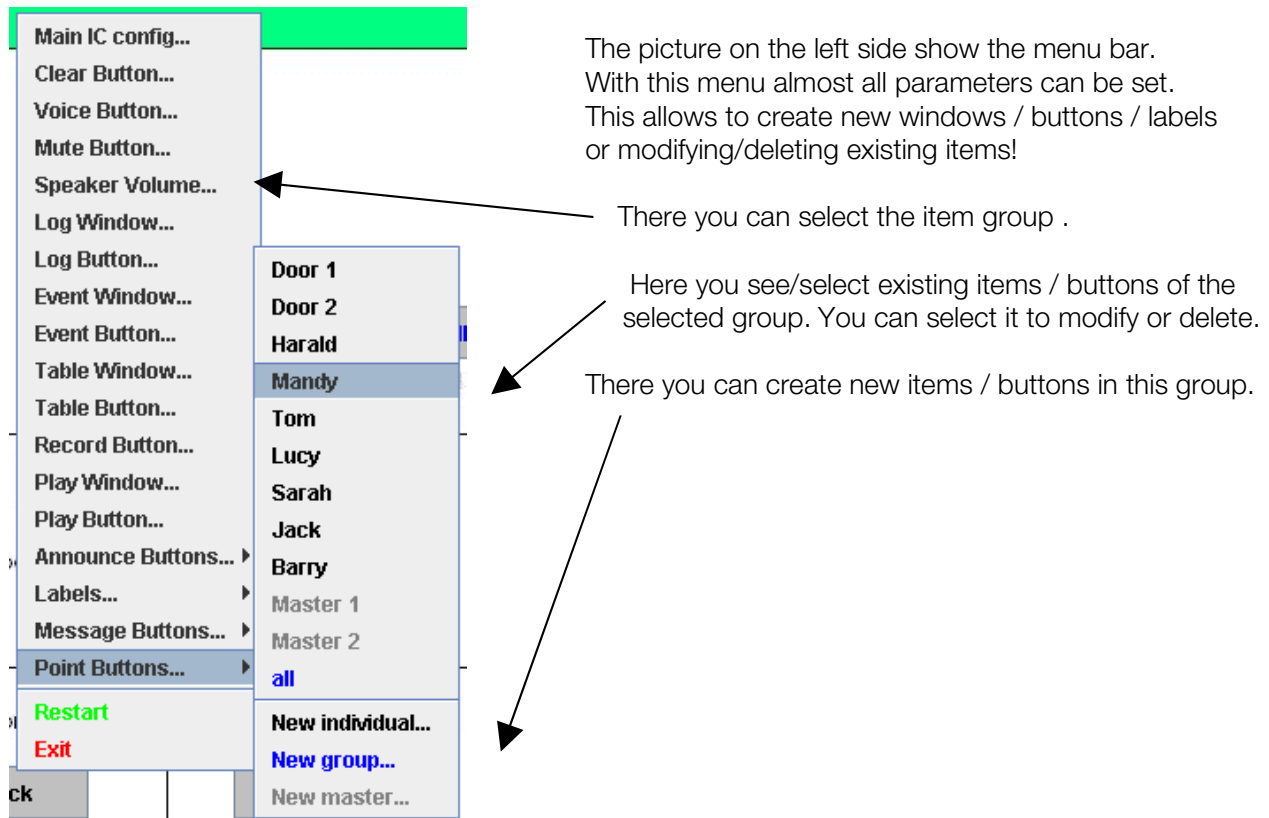 Main IC config...
Clear Button...
Voice Button...
Mute Button...
Speaker Volume...
Log Window...
Log Button...
Event Window...
Event Button...
Table Window...
Table Button...
Record Button...
Play Window...
Play Button...
Announce Buttons...
Labels...
Message Buttons...
Point Buttons...
Restart
Exit
ck
Door 1
Door 2
Harald
Mandy
Tom
Lucy
Sarah
Jack
Barry
Master 1
Master 2
all
New individual...
New group...
New master...
The picture on the left side show the menu bar.
With this menu almost all parameters can be set.
This allows to create new windows / buttons / labels
or modifying/deleting existing items!
There you can select the item group .
Here you see/select existing items / buttons of the
selected group. You can select it to modify or delete.
There you can create new items / buttons in this group.